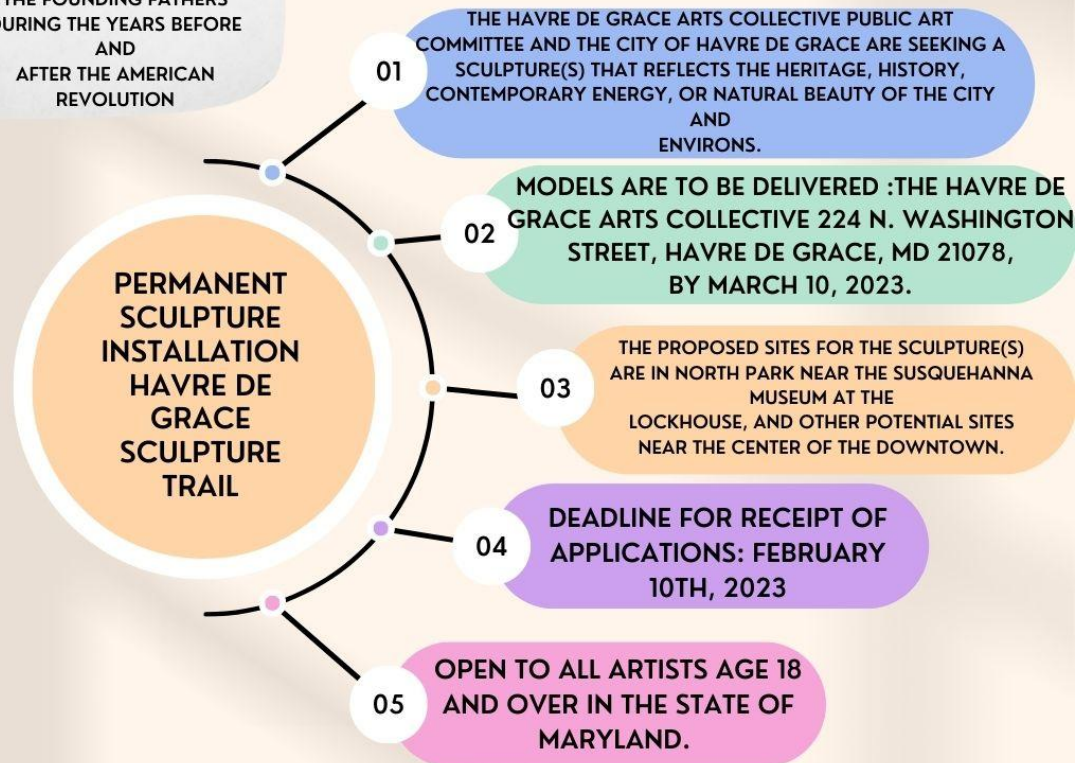 THE FOUNDING FATHERS
DURING THE YEARS BEFORE
AND
AFTER THE AMERICAN
REVOLUTION
01
THE HAVRE DE GRACE ARTS COLLECTIVE PUBLIC ART
COMMITTEE AND THE CITY OF HAVRE DE GRACE ARE SEEKING A
SCULPTURE(S) THAT REFLECTS THE HERITAGE, HISTORY,
CONTEMPORARY ENERGY, OR NATURAL BEAUTY OF THE CITY
AND
ENVIRONS.
02
MODELS ARE TO BE DELIVERED :THE HAVRE DE
GRACE ARTS COLLECTIVE 224 N. WASHINGTON
STREET, HAVRE DE GRACE, MD 21078,
BY MARCH 10, 2023.
PERMANENT
SCULPTURE
INSTALLATION
HAVRE DE
GRACE
SCULPTURE
TRAIL
03
THE PROPOSED SITES FOR THE SCULPTURE(S)
ARE IN NORTH PARK NEAR THE SUSQUEHANNA
MUSEUM AT THE
LOCKHOUSE, AND OTHER POTENTIAL SITES
NEAR THE CENTER OF THE DOWNTOWN.
04
DEADLINE FOR RECEIPT OF
APPLICATIONS: FEBRUARY
10TH, 2023
05
OPEN TO ALL ARTISTS AGE 18
AND OVER IN THE STATE OF
MARYLAND.